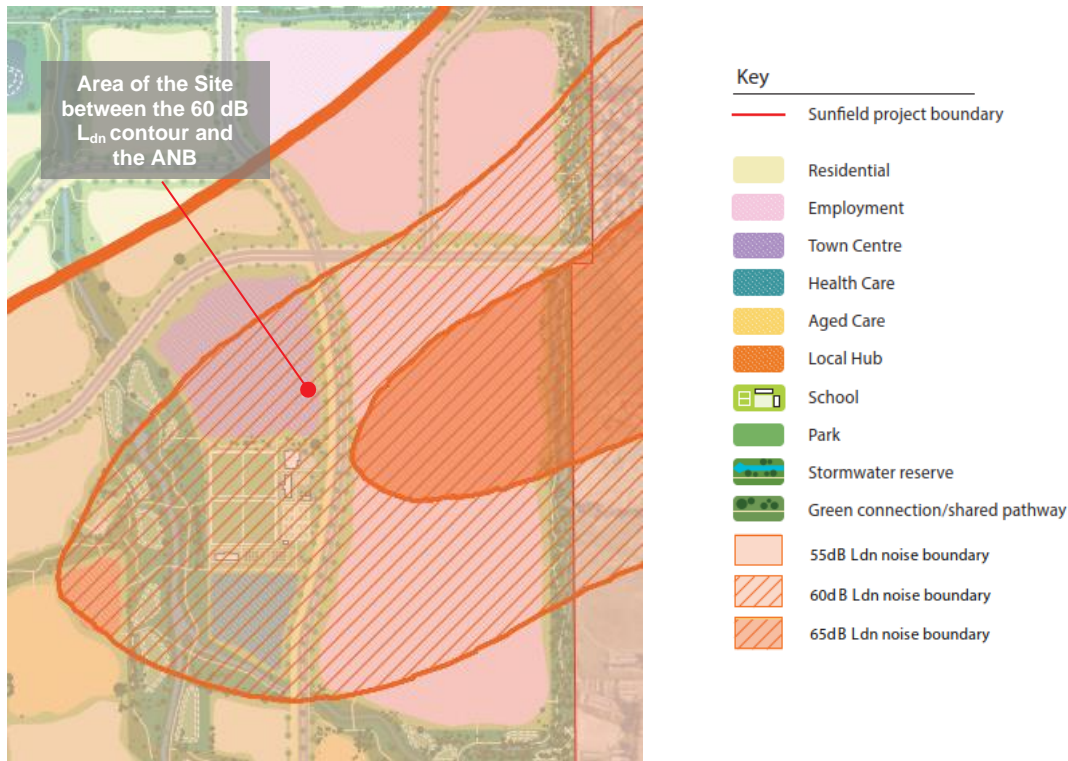 Area of the Site
between the 60 dB
Ldn contour and
the ANB
Key
Sunfield project boundary
Residential
Employment
Town Centre
Health Care
Aged Care
Local Hub
School
Park
Stormwater reserve
Green connection/shared pathway
55dB Ldn noise boundary
60dB Ldn noise boundary
65dB Ldn noise boundary